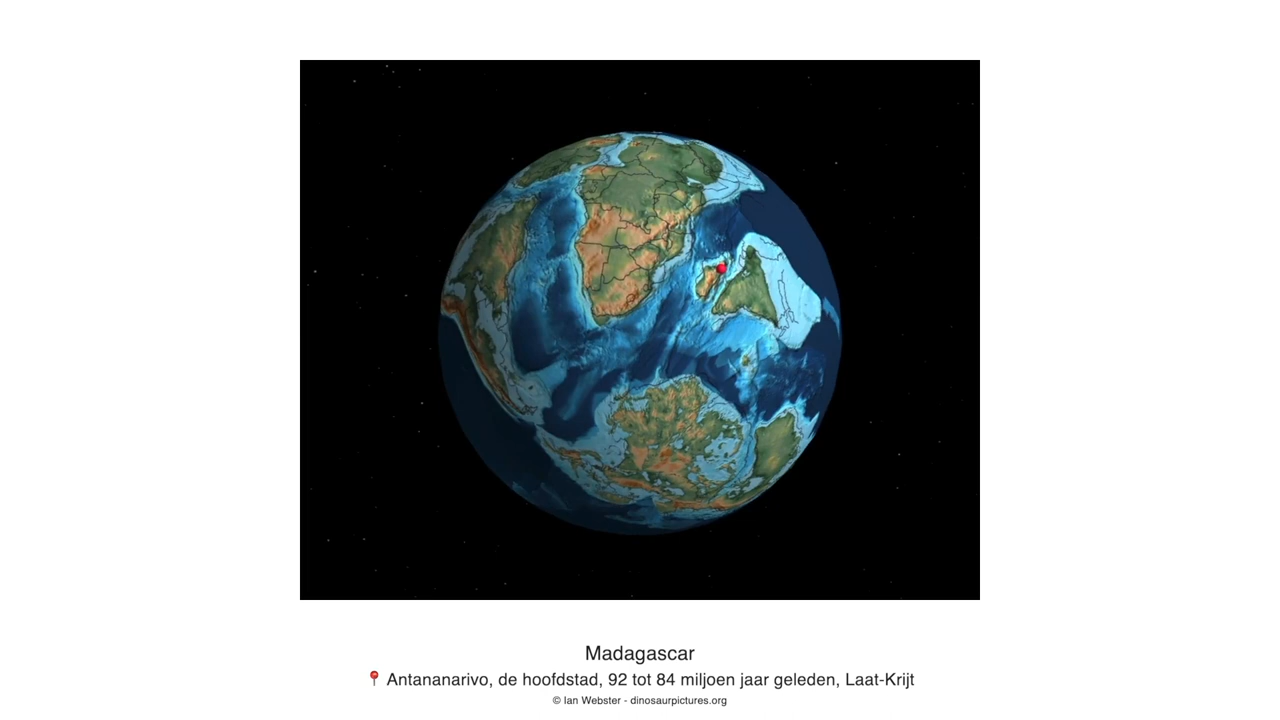 Madagascar
📍 Antananarivo, de hoofdstad, 92 tot 84 miljoen jaar geleden, Laat-Krijt
© Ian Webster - dinosaurpictures.org